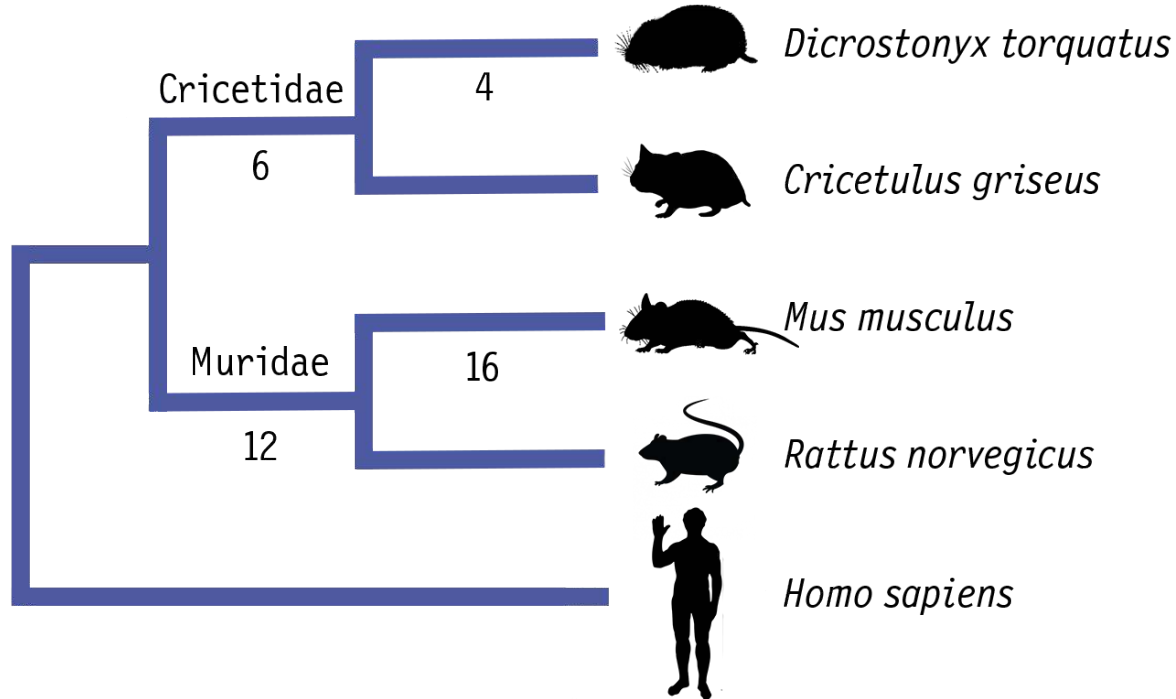 Dicrostonyx torquatus
Cricetidae
4
6
Cricetulus griseus
Mus musculus
Muridae
16
12
Rattus norvegicus
Homo sapiens